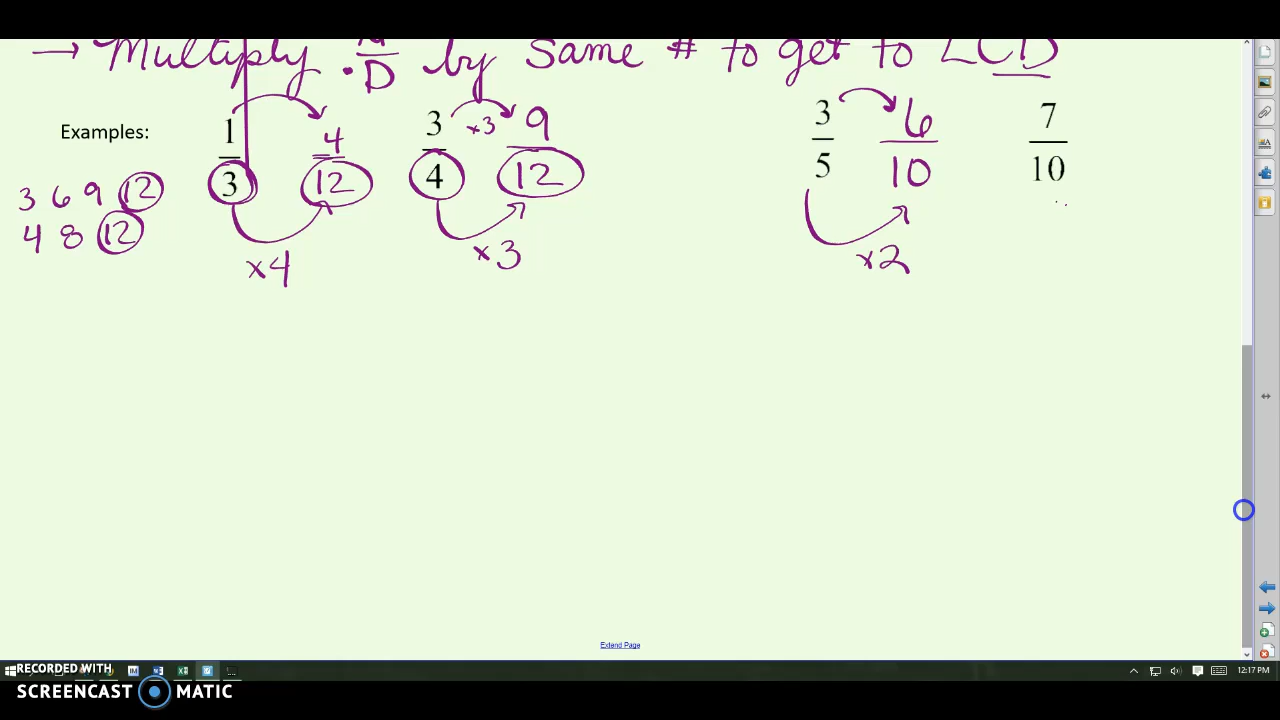 → Multiply N/D by Same # to get to LCD
Examples: 1/3 = 4/12 3/4 ×3 9/12 3/5 6/10 7/10
3 6 9 12
4 8 12
×4 ×3 ×2
Extend Page
RECORDED WITH
SCREENCAST MATIC
12:17 PM